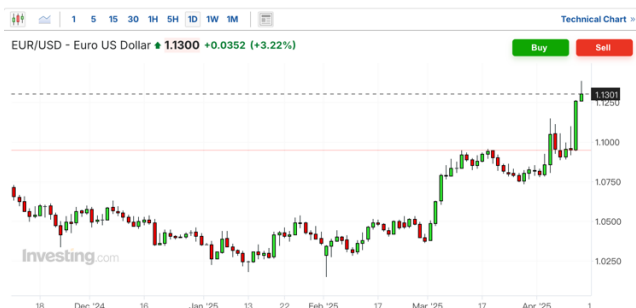 1 5 15 30 1H 5H 1D 1W 1M Technical Chart »
EUR/USD - Euro US Dollar 1.1300 +0.0352 (+3.22%) Buy Sell
1.1301
1.1250
1.1000
1.0750
1.0500
Investing.com
1.0250
18 Dec '24 16 Jan '25 13 22 Feb '25 17 Mar '25 17 Apr '25 1